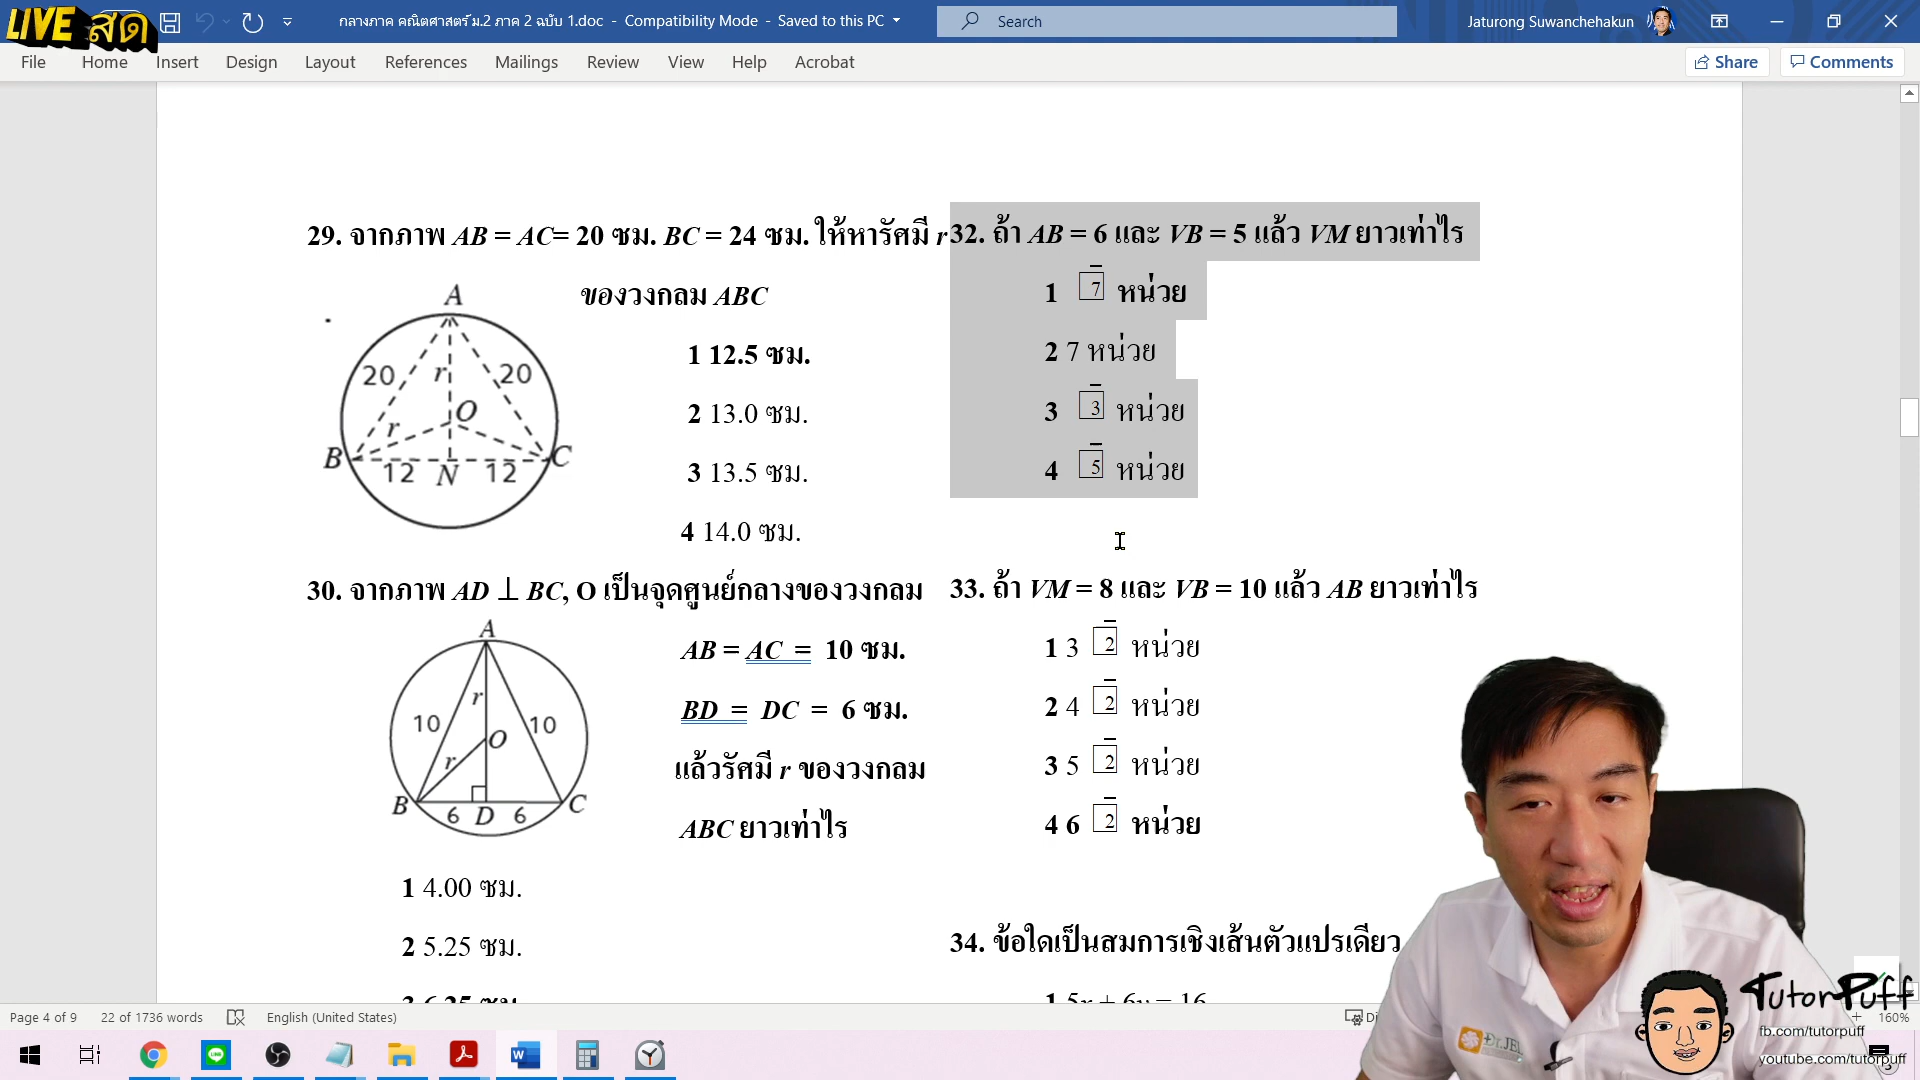 LIVE สด
กลางภาค คณิตศาสตร์ ม.2 ภาค 2 ฉบับ 1.doc - Compatibility Mode - Saved to this PC
Search
Jaturong Suwanchehakun
File Home Insert Design Layout References Mailings Review View Help Acrobat
Share Comments
29. จากภาพ AB = AC= 20 ซม. BC = 24 ซม. ให้หารัศมี r
ของวงกลม ABC
A
20 r 20
O
r
B 12 N 12 C
1 12.5 ซม.
2 13.0 ซม.
3 13.5 ซม.
4 14.0 ซม.
30. จากภาพ AD ⊥ BC, O เป็นจุดศูนย์กลางของวงกลม
A
r
10 10
O
r
B 6 D 6 C
AB = AC = 10 ซม.
BD = DC = 6 ซม.
แล้วรัศมี r ของวงกลม
ABC ยาวเท่าไร
1 4.00 ซม.
2 5.25 ซม.
3 6.25 ซม.
32. ถ้า AB = 6 และ VB = 5 แล้ว VM ยาวเท่าไร
1 √7 หน่วย
2 7 หน่วย
3 √3 หน่วย
4 √5 หน่วย
33. ถ้า VM = 8 และ VB = 10 แล้ว AB ยาวเท่าไร
1 3 √2 หน่วย
2 4 √2 หน่วย
3 5 √2 หน่วย
4 6 √2 หน่วย
34. ข้อใดเป็นสมการเชิงเส้นตัวแปรเดียว
1 5x + 6y = 16
Page 4 of 9 22 of 1736 words English (United States)
160%
Dr.JEL
TutorPuff
fb.com/tutorpuff
youtube.com/tutorpuff